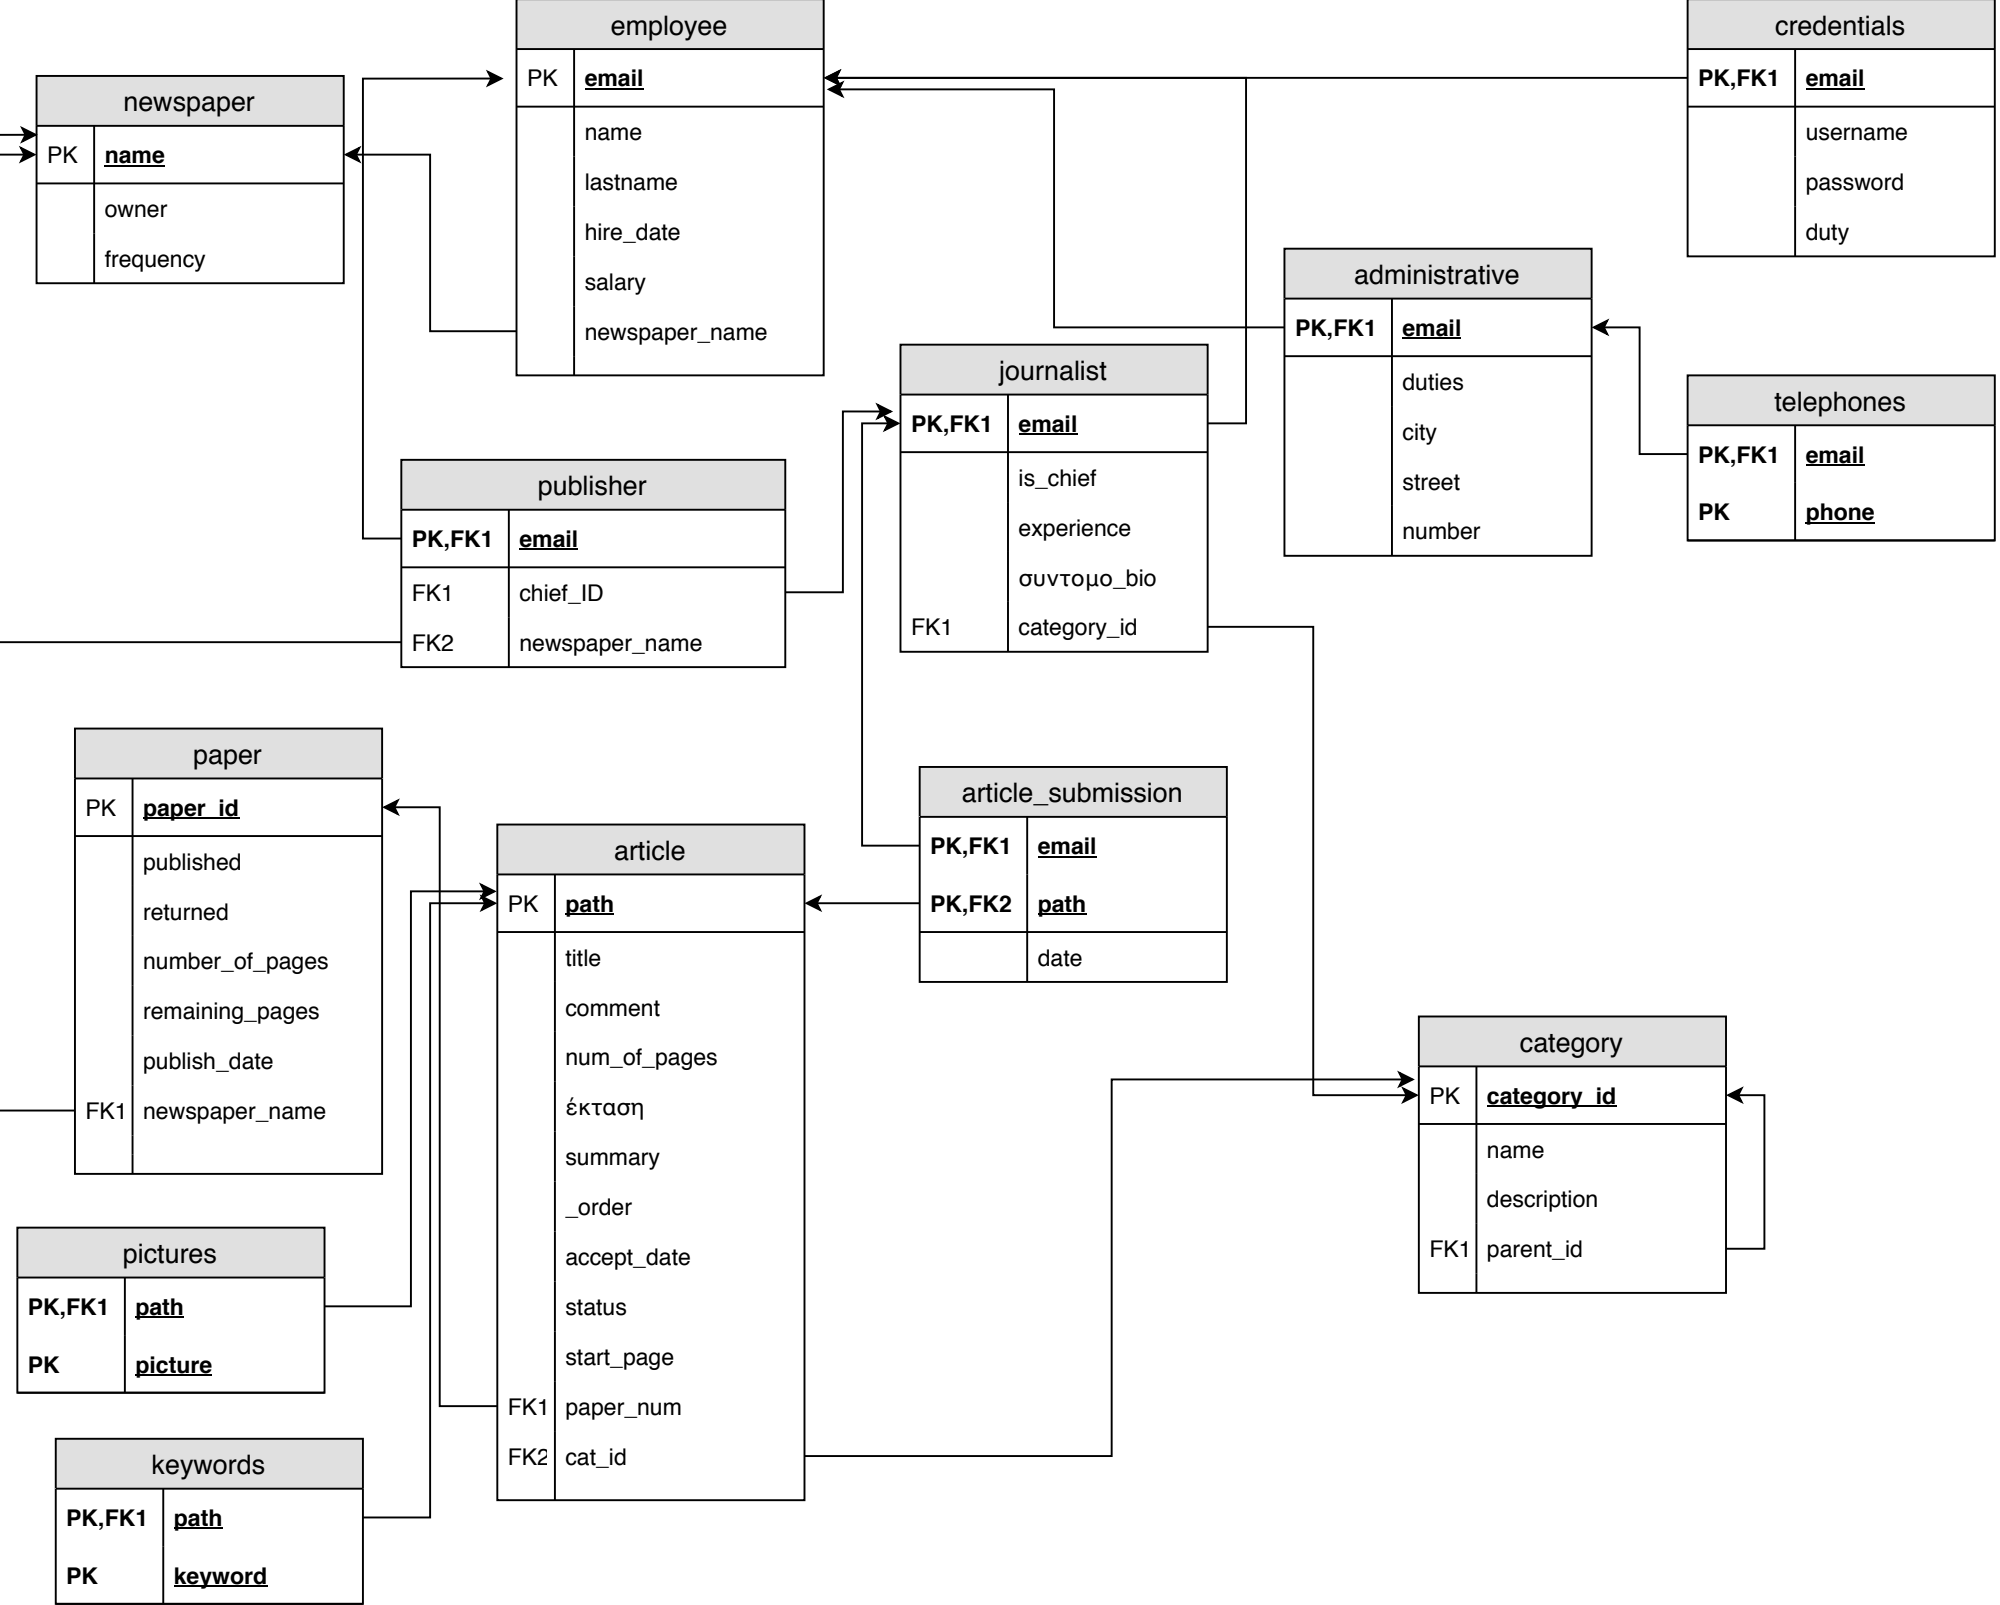 employee
PK email
name
lastname
hire_date
salary
newspaper_name
credentials
PK,FK1 email
username
password
duty
newspaper
PK name
owner
frequency
administrative
PK,FK1 email
duties
city
street
number
journalist
PK,FK1 email
is_chief
experience
συντομο_bio
FK1 category_id
telephones
PK,FK1 email
PK phone
publisher
PK,FK1 email
FK1 chief_ID
FK2 newspaper_name
paper
PK paper_id
published
returned
number_of_pages
remaining_pages
publish_date
FK1 newspaper_name
article_submission
PK,FK1 email
PK,FK2 path
date
article
PK path
title
comment
num_of_pages
έκταση
summary
_order
accept_date
status
start_page
FK1 paper_num
FK2 cat_id
category
PK category_id
name
description
FK1 parent_id
pictures
PK,FK1 path
PK picture
keywords
PK,FK1 path
PK keyword